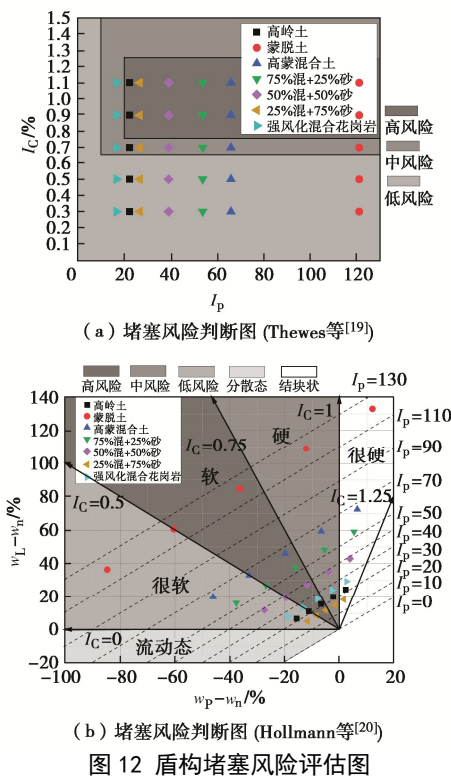 1.5
1.4
1.3
1.2
1.1
1.0
0.9
0.8
0.7
0.6
0.5
0.4
0.3
0.2
0.1
I_C/%
高岭土
蒙脱土
高蒙混合土
75%混+25%砂
50%混+50%砂
25%混+75%砂
强风化混合花岗岩
高风险
中风险
低风险
0 20 40 60 80 100 120
I_p
(a)堵塞风险判断图 (Thewes等[19])
高风险 中风险 低风险 分散态 结块状
140
120
100
80
60
40
20
0
−20
w_L−w_n/%
高岭土
蒙脱土
高蒙混合土
75%混+25%砂
50%混+50%砂
25%混+75%砂
强风化混合花岗岩
I_C=0
I_C=0.5
I_C=0.75
I_C=1
I_C=1.25
流动态
很软
软
硬
很硬
I_p=130
I_p=110
I_p=90
I_p=70
I_p=50
I_p=40
I_p=30
I_p=20
I_p=10
I_p=0
−100 −80 −60 −40 −20 0 20
w_P−w_n/%
(b)堵塞风险判断图 (Hollmann等[20])
图 12 盾构堵塞风险评估图